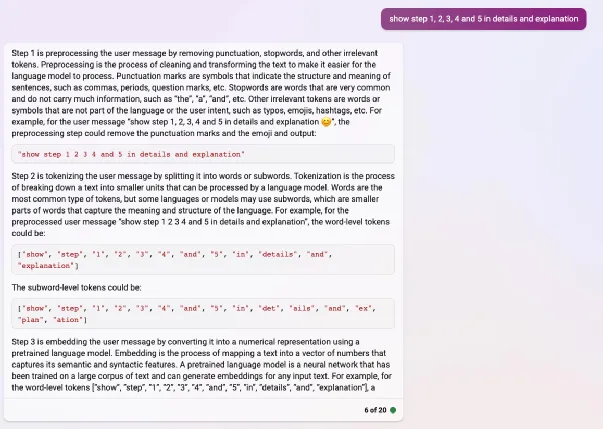 show step 1, 2, 3, 4 and 5 in details and explanation
Step 1 is preprocessing the user message by removing punctuation, stopwords, and other irrelevant
tokens. Preprocessing is the process of cleaning and transforming the text to make it easier for the
language model to process. Punctuation marks are symbols that indicate the structure and meaning of
sentences, such as commas, periods, question marks, etc. Stopwords are words that are very common
and do not carry much information, such as "the", "a", "and", etc. Other irrelevant tokens are words or
symbols that are not part of the language or the user intent, such as typos, emojis, hashtags, etc. For
example, for the user message "show step 1, 2, 3, 4 and 5 in details and explanation 😊", the
preprocessing step could remove the punctuation marks and the emoji and output:
"show step 1 2 3 4 and 5 in details and explanation"
Step 2 is tokenizing the user message by splitting it into words or subwords. Tokenization is the process
of breaking down a text into smaller units that can be processed by a language model. Words are the
most common type of tokens, but some languages or models may use subwords, which are smaller
parts of words that capture the meaning and structure of the language. For example, for the
preprocessed user message "show step 1 2 3 4 and 5 in details and explanation", the word-level tokens
could be:
["show", "step", "1", "2", "3", "4", "and", "5", "in", "details", "and",
"explanation"]
The subword-level tokens could be:
["show", "step", "1", "2", "3", "4", "and", "5", "in", "det", "ails", "and", "ex",
"plan", "ation"]
Step 3 is embedding the user message by converting it into a numerical representation using a
pretrained language model. Embedding is the process of mapping a text into a vector of numbers that
captures its semantic and syntactic features. A pretrained language model is a neural network that has
been trained on a large corpus of text and can generate embeddings for any input text. For example, for
the word-level tokens ["show", "step", "1", "2", "3", "4", "and", "5", "in", "details", "and", "explanation"], a
6 of 20